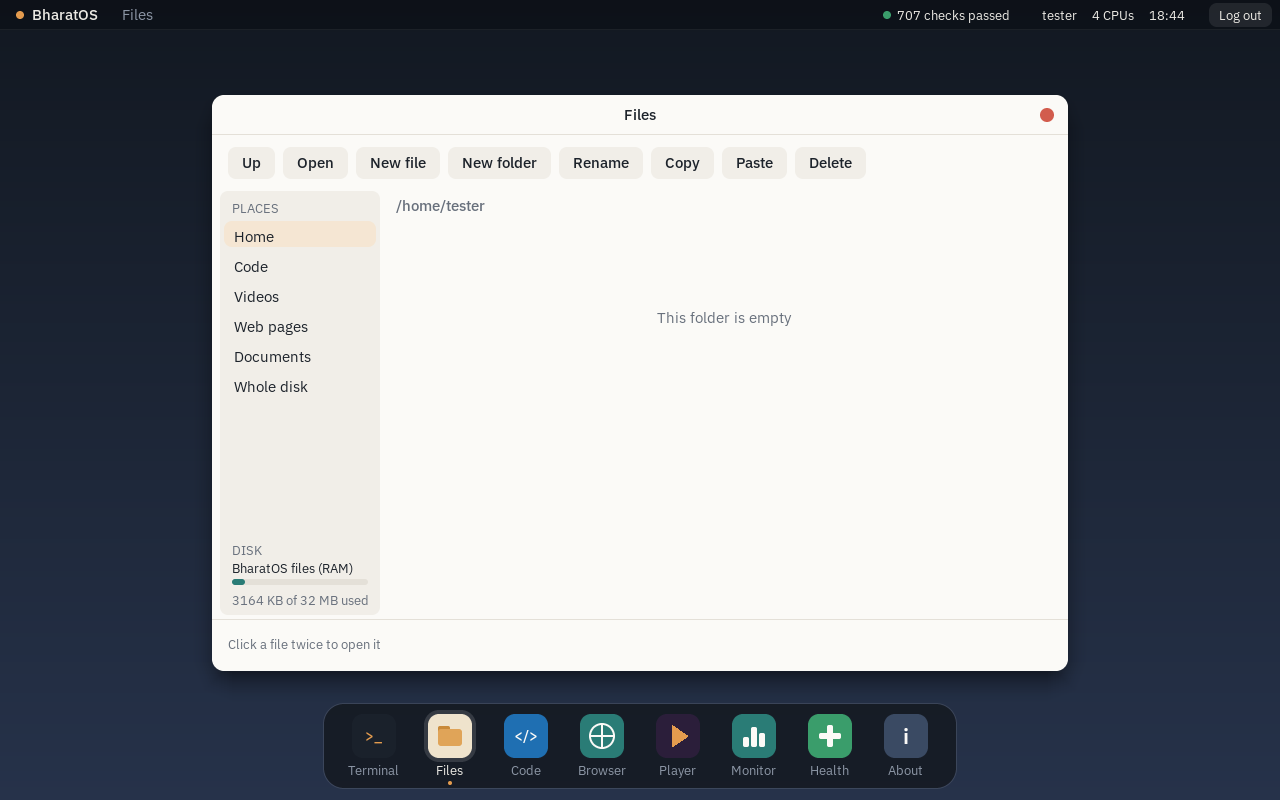 BharatOS Files 707 checks passed tester 4 CPUs 18:44 Log out
Files
Up Open New file New folder Rename Copy Paste Delete
PLACES
/home/tester
Home
Code
Videos
Web pages
Documents
Whole disk
This folder is empty
DISK
BharatOS files (RAM)
3164 KB of 32 MB used
Click a file twice to open it
>_ </> i
Terminal Files Code Browser Player Monitor Health About